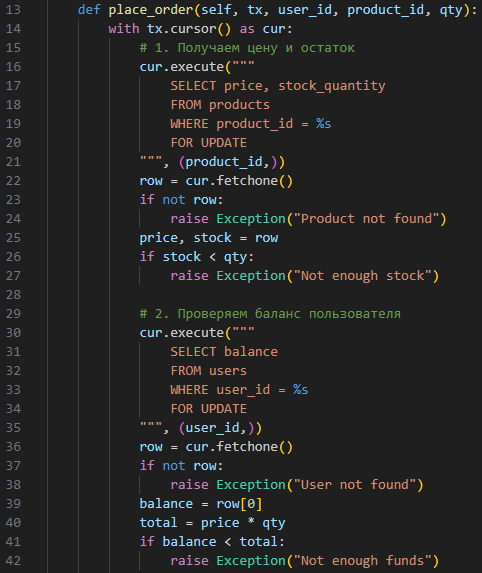 13 def place_order(self, tx, user_id, product_id, qty):
14 with tx.cursor() as cur:
15 # 1. Получаем цену и остаток
16 cur.execute("""
17 SELECT price, stock_quantity
18 FROM products
19 WHERE product_id = %s
20 FOR UPDATE
21 """, (product_id,))
22 row = cur.fetchone()
23 if not row:
24 raise Exception("Product not found")
25 price, stock = row
26 if stock < qty:
27 raise Exception("Not enough stock")
28
29 # 2. Проверяем баланс пользователя
30 cur.execute("""
31 SELECT balance
32 FROM users
33 WHERE user_id = %s
34 FOR UPDATE
35 """, (user_id,))
36 row = cur.fetchone()
37 if not row:
38 raise Exception("User not found")
39 balance = row[0]
40 total = price * qty
41 if balance < total:
42 raise Exception("Not enough funds")